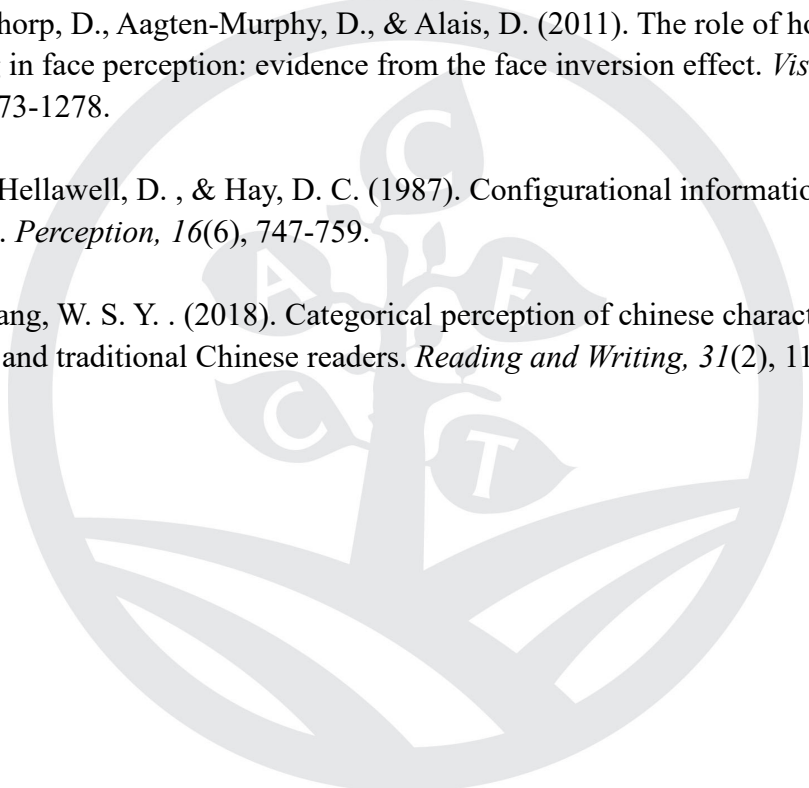 horp, D., Aagten-Murphy, D., & Alais, D. (2011). The role of ho
in face perception: evidence from the face inversion effect. Vis
73-1278.
Hellawell, D. , & Hay, D. C. (1987). Configurational informatio
. Perception, 16(6), 747-759.
ang, W. S. Y. . (2018). Categorical perception of chinese charact
and traditional Chinese readers. Reading and Writing, 31(2), 11
C
A
E
C
T